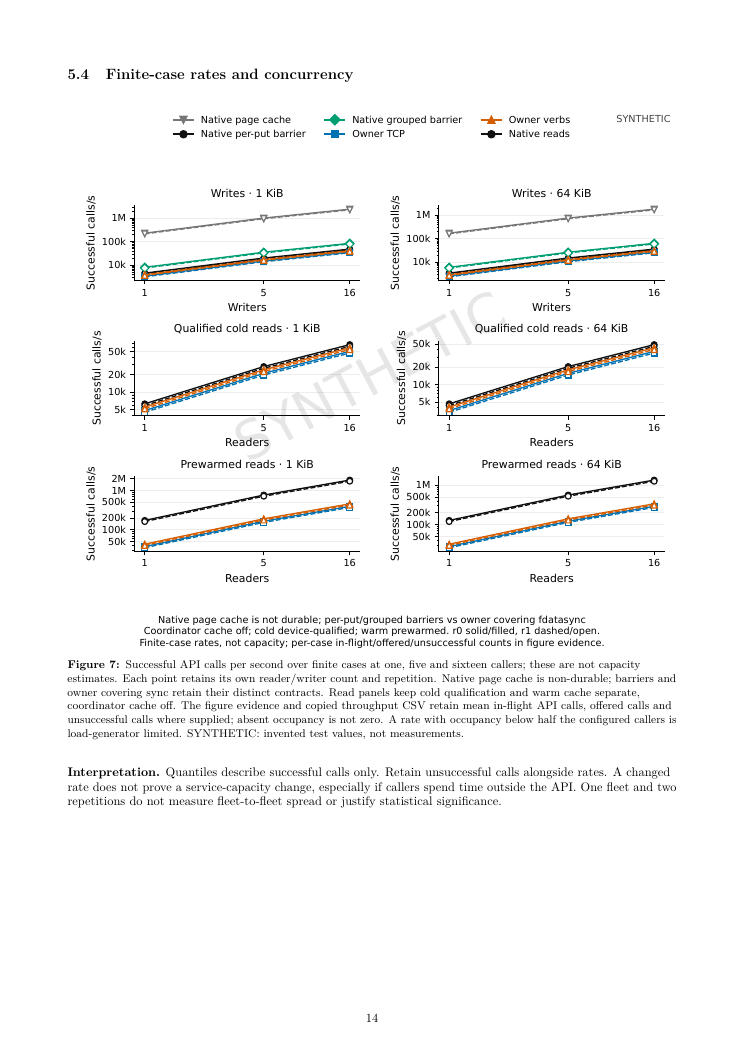 5.4 Finite-case rates and concurrency
Native page cache
Native grouped barrier
Owner verbs
SYNTHETIC
Native per-put barrier
Owner TCP
Native reads
Writes · 1 KiB
Successful calls/s
1M
100k
10k
1
5
16
Writers
Writes · 64 KiB
Successful calls/s
1M
100k
10k
1
5
16
Writers
Qualified cold reads · 1 KiB
Successful calls/s
50k
20k
10k
5k
1
5
16
Readers
Qualified cold reads · 64 KiB
Successful calls/s
50k
20k
10k
5k
1
5
16
Readers
SYNTHETIC
Prewarmed reads · 1 KiB
Successful calls/s
2M
1M
500k
200k
100k
50k
1
5
16
Readers
Prewarmed reads · 64 KiB
Successful calls/s
1M
500k
200k
100k
50k
1
5
16
Readers
Native page cache is not durable; per-put/grouped barriers vs owner covering fdatasync
Coordinator cache off; cold device-qualified; warm prewarmed. r0 solid/filled, r1 dashed/open.
Finite-case rates, not capacity; per-case in-flight/offered/unsuccessful counts in figure evidence.
Figure 7: Successful API calls per second over finite cases at one, five and sixteen callers; these are not capacity
estimates. Each point retains its own reader/writer count and repetition. Native page cache is non-durable; barriers and
owner covering sync retain their distinct contracts. Read panels keep cold qualification and warm cache separate,
coordinator cache off. The figure evidence and copied throughput CSV retain mean in-flight API calls, offered calls and
unsuccessful calls where supplied; absent occupancy is not zero. A rate with occupancy below half the configured callers is
load-generator limited. SYNTHETIC: invented test values, not measurements.
Interpretation. Quantiles describe successful calls only. Retain unsuccessful calls alongside rates. A changed
rate does not prove a service-capacity change, especially if callers spend time outside the API. One fleet and two
repetitions do not measure fleet-to-fleet spread or justify statistical significance.
14